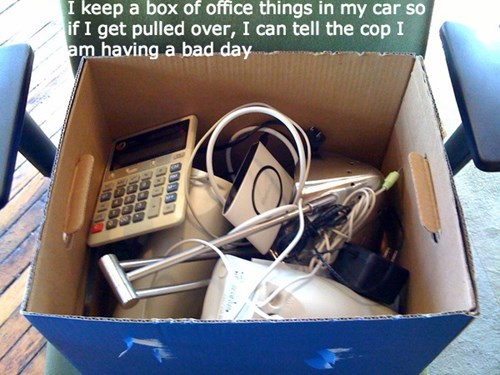 I keep a box of office things in my car so
if I get pulled over, I can tell the cop I
am having a bad day